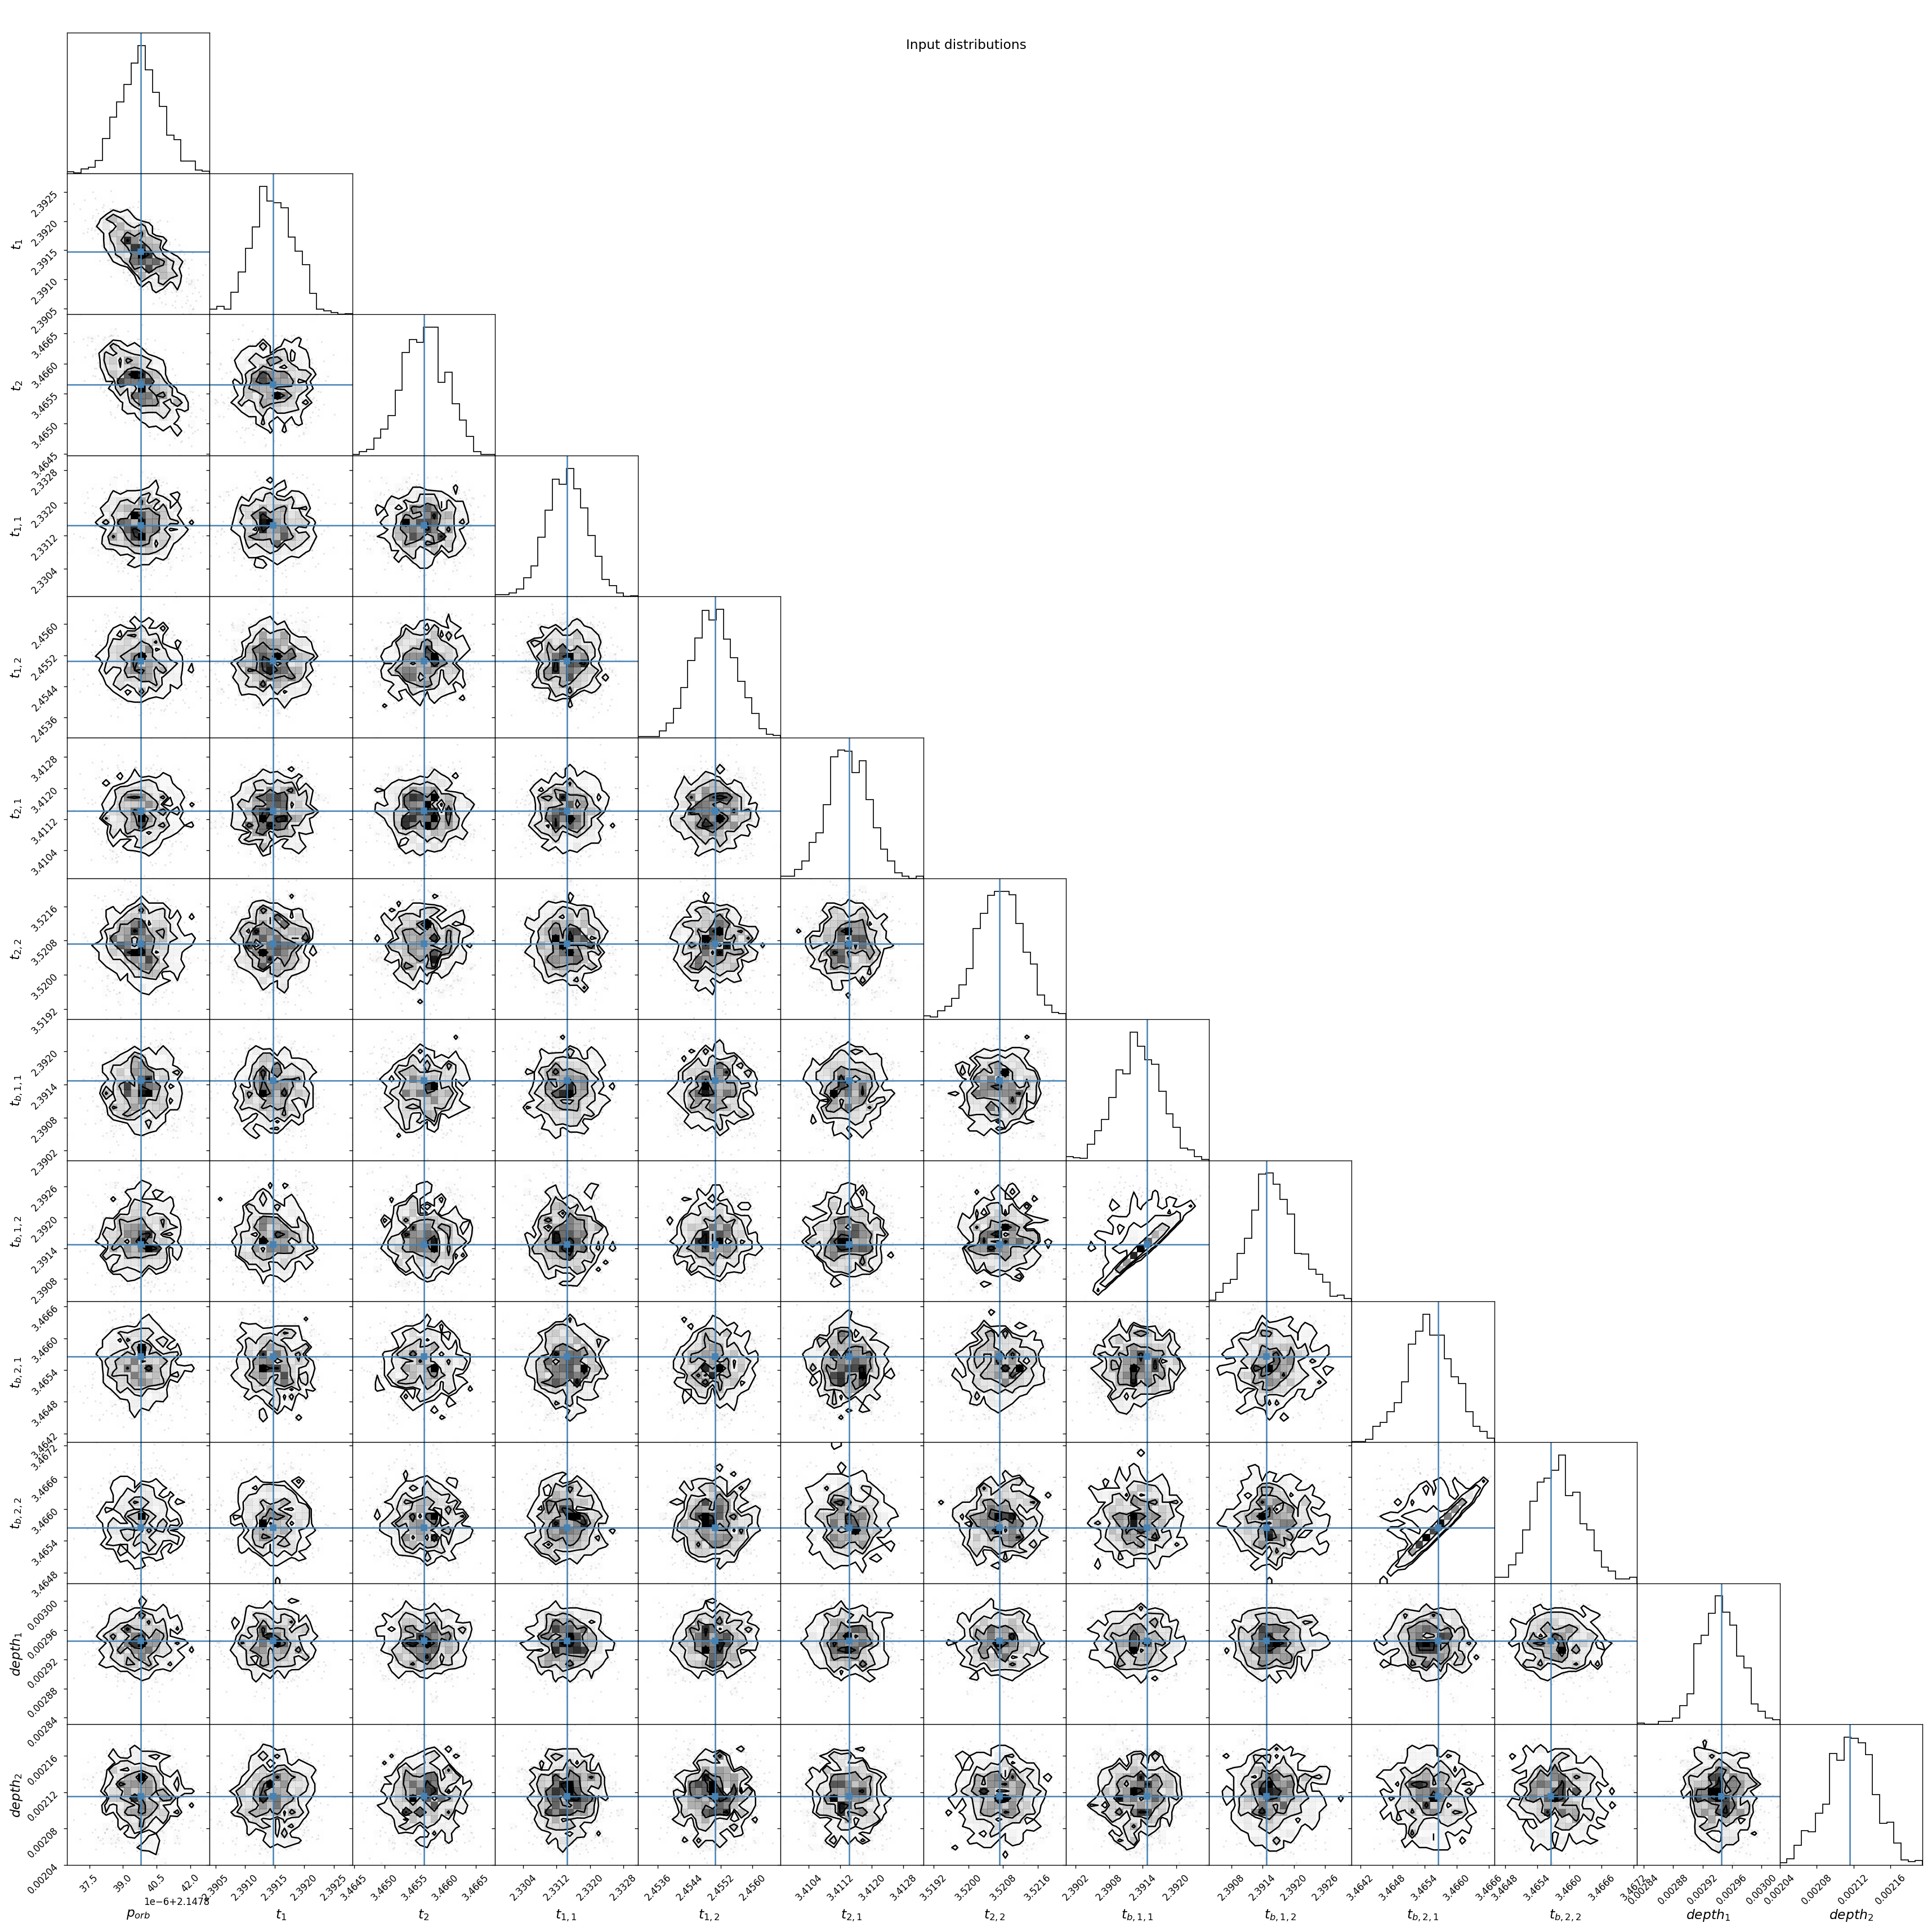 Input distributions
2.3925
2.3920
2.3915
2.3910
2.3905
t1
3.4665
3.4660
3.4655
3.4650
3.4645
t2
2.3328
2.3320
2.3312
2.3304
t1,1
2.4560
2.4552
2.4544
2.4536
t1,2
3.4128
3.4120
3.4112
3.4104
t2,1
3.5216
3.5208
3.5200
3.5192
t2,2
2.3920
2.3914
2.3908
2.3902
tb,1,1
2.3926
2.3920
2.3914
2.3908
tb,1,2
3.4666
3.4660
3.4654
3.4648
3.4642
tb,2,1
3.4672
3.4666
3.4660
3.4654
3.4648
tb,2,2
0.00300
0.00296
0.00292
0.00288
0.00284
depth1
0.00216
0.00212
0.00208
0.00204
depth2
37.5 39.0 40.5 42.0
1e−6+2.1478
porb
2.3905 2.3910 2.3915 2.3920 2.3925
t1
3.4645 3.4650 3.4655 3.4660 3.4665
t2
2.3304 2.3312 2.3320 2.3328
t1,1
2.4536 2.4544 2.4552 2.4560
t1,2
3.4104 3.4112 3.4120 3.4128
t2,1
3.5192 3.5200 3.5208 3.5216
t2,2
2.3902 2.3908 2.3914 2.3920
tb,1,1
2.3908 2.3914 2.3920 2.3926
tb,1,2
3.4642 3.4648 3.4654 3.4660 3.4666
tb,2,1
3.4648 3.4654 3.4660 3.4666 3.4672
tb,2,2
0.00284 0.00288 0.00292 0.00296 0.00300
depth1
0.00204 0.00208 0.00212 0.00216
depth2